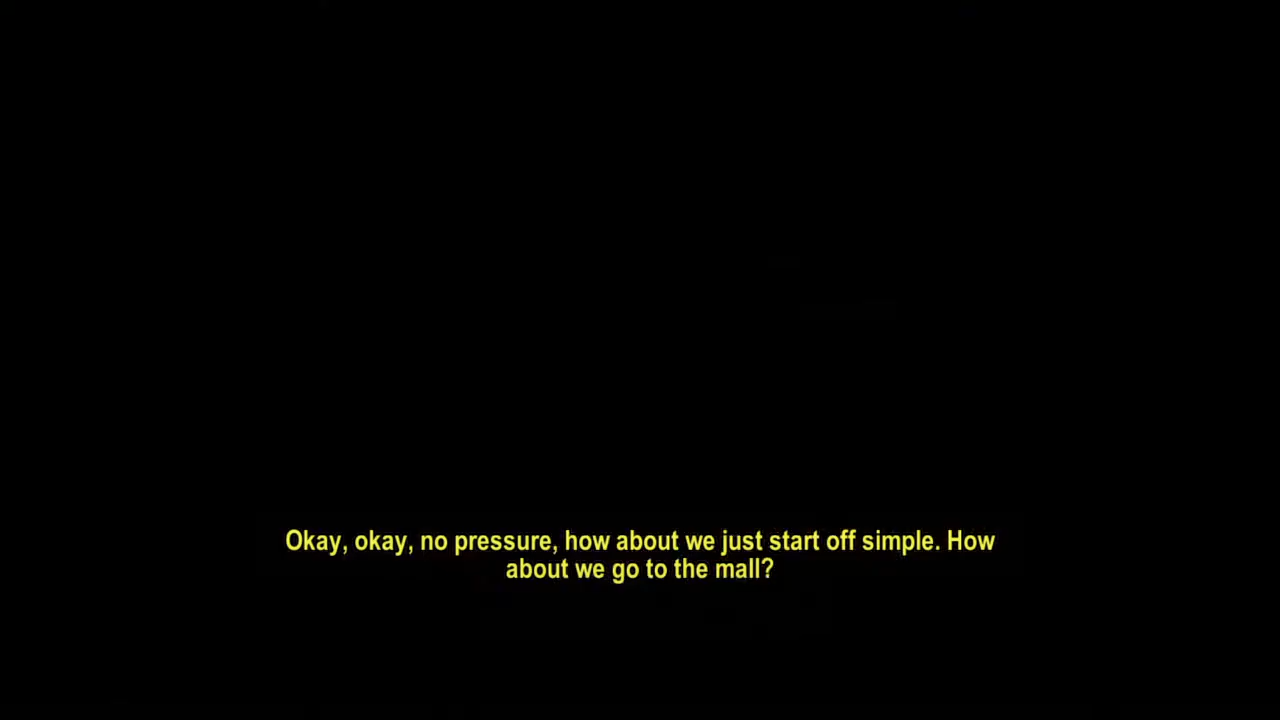 Okay, okay, no pressure, how about we just start off simple. How
about we go to the mall?